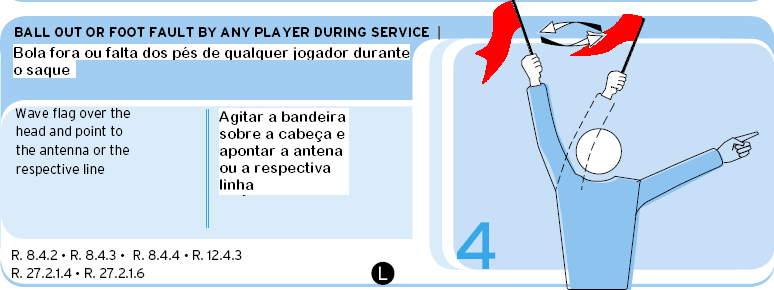 BALL OUT OR FOOT FAULT BY ANY PLAYER DURING SERVICE |
Bola fora ou falta dos pés de qualquer jogador durante
o saque
Wave flag over the
head and point to
the antenna or the
respective line
Agitar a bandeira
sobre a cabeça e
apontar a antena
ou a respectiva
linha
R. 8.4.2 • R. 8.4.3 • R. 8.4.4 • R. 12.4.3
R. 27.2.1.4 • R. 27.2.1.6
L
4